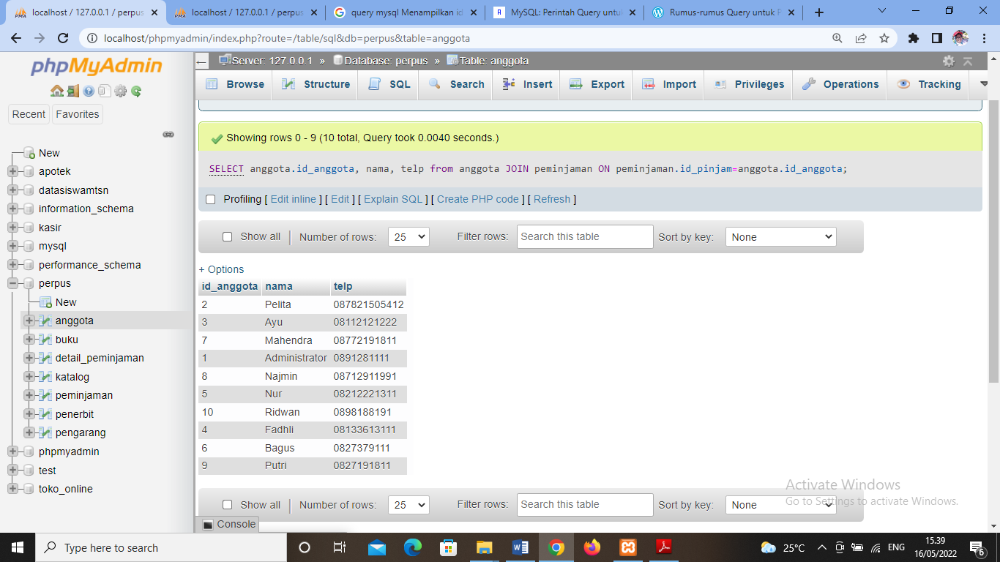 localhost / 127.0.0.1 / perpus
localhost / 127.0.0.1 / perpus
query mysql Menampilkan id
MySQL: Perintah Query untuk
Rumus-rumus Query untuk P
localhost/phpmyadmin/index.php?route=/table/sql&db=perpus&table=anggota
phpMyAdmin
Recent Favorites
New
apotek
datasiswamtsn
information_schema
kasir
mysql
performance_schema
perpus
New
anggota
buku
detail_peminjaman
katalog
peminjaman
penerbit
pengarang
phpmyadmin
test
toko_online
Server: 127.0.0.1 » Database: perpus » Table: anggota
Browse Structure SQL Search Insert Export Import Privileges Operations Tracking
Showing rows 0 - 9 (10 total, Query took 0.0040 seconds.)
SELECT anggota.id_anggota, nama, telp from anggota JOIN peminjaman ON peminjaman.id_pinjam=anggota.id_anggota;
Profiling [ Edit inline ] [ Edit ] [ Explain SQL ] [ Create PHP code ] [ Refresh ]
Show all | Number of rows: 25 Filter rows: Search this table Sort by key: None
+ Options
id_anggota nama telp
2 Pelita 087821505412
3 Ayu 08112121222
7 Mahendra 08772191811
1 Administrator 0891281111
8 Najmin 08712911991
5 Nur 08212221311
10 Ridwan 0898188191
4 Fadhli 08133613111
6 Bagus 0827379111
9 Putri 0827191811
Show all | Number of rows: 25 Filter rows: Search this table Sort by key: None
Activate Windows
Go to Settings to activate Windows.
Console
Type here to search
25°C ENG 15.39
16/05/2022
6